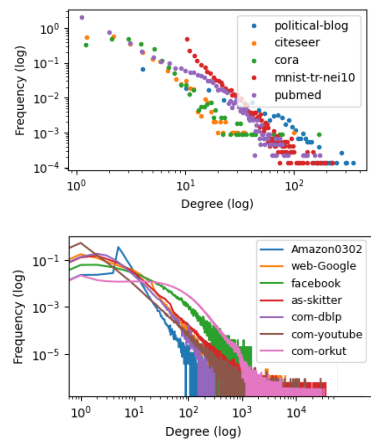 Frequency (log)
10^0
10^-1
10^-2
10^-3
10^-4
political-blog
citeseer
cora
mnist-tr-nei10
pubmed
10^0
10^1
10^2
Degree (log)
Frequency (log)
10^-1
10^-3
10^-5
Amazon0302
web-Google
facebook
as-skitter
com-dblp
com-youtube
com-orkut
10^0
10^1
10^2
10^3
10^4
Degree (log)